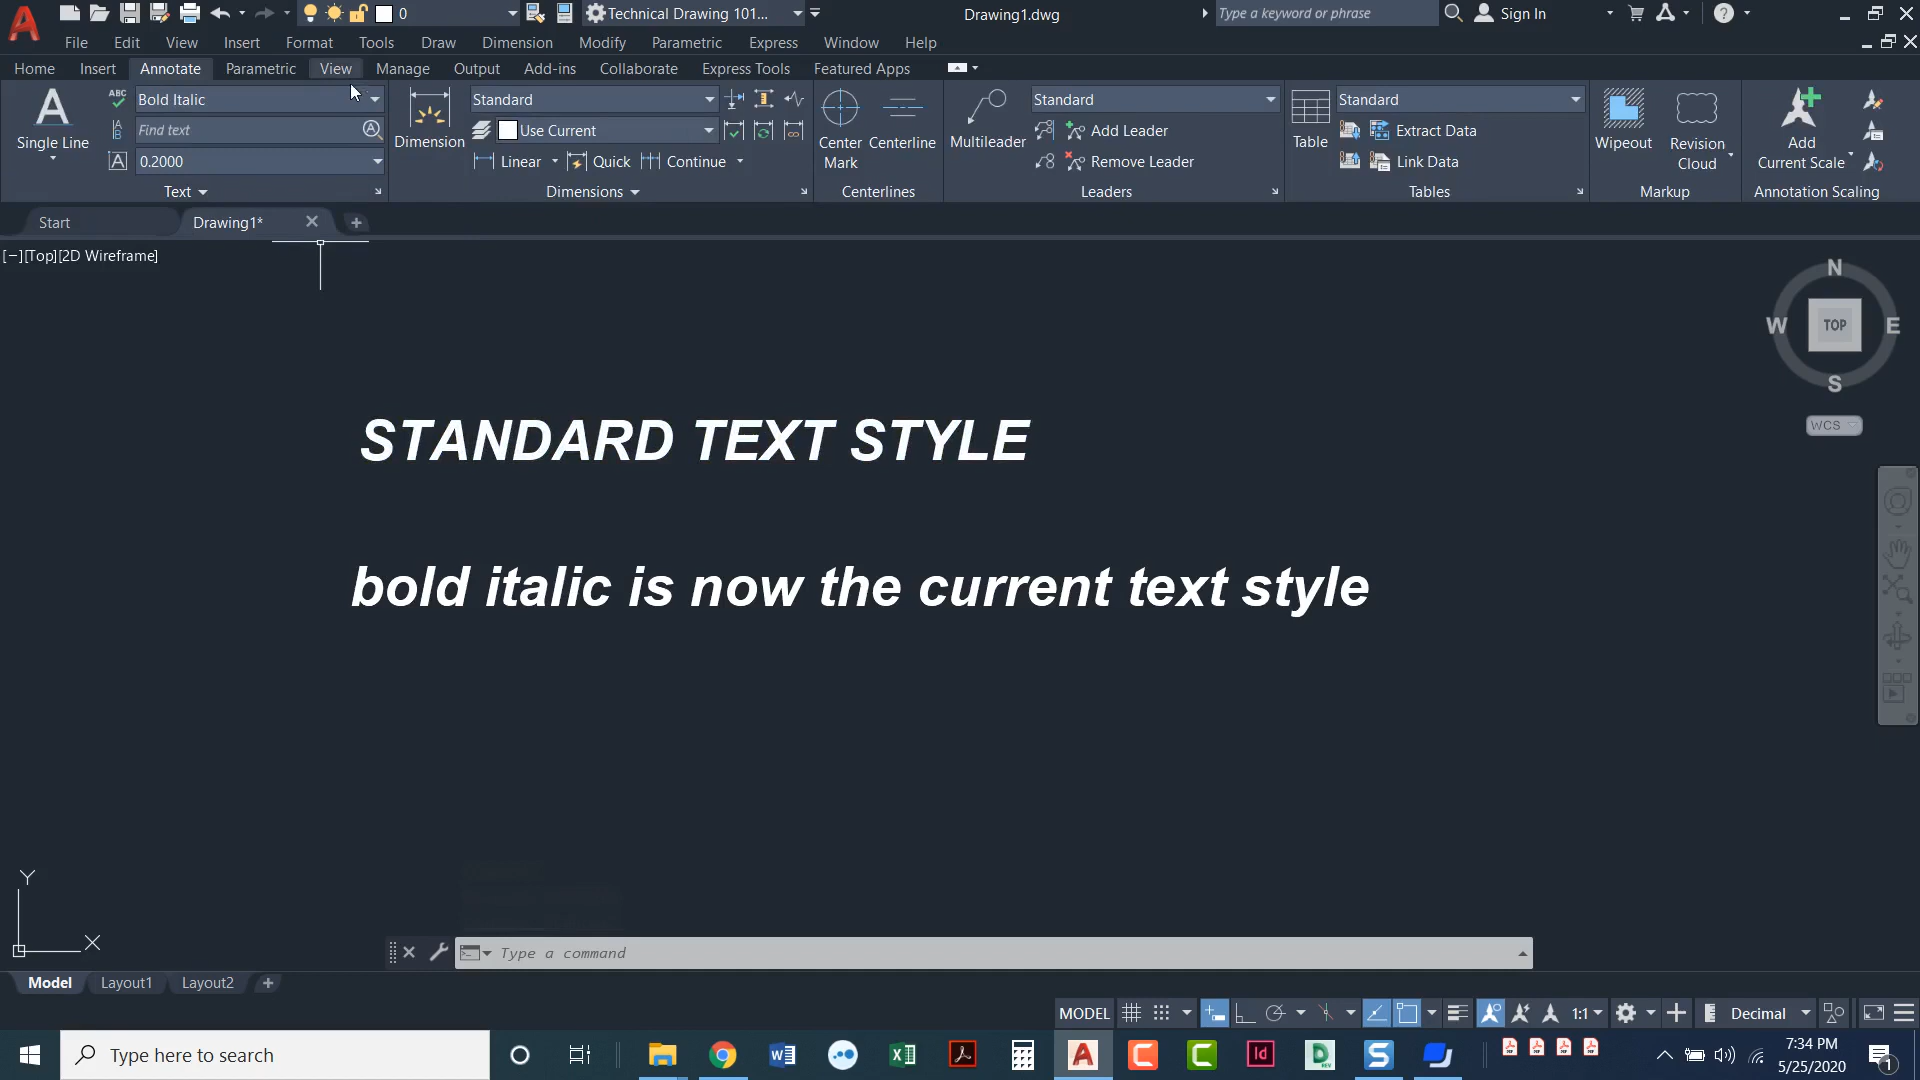 0
Technical Drawing 101...
Drawing1.dwg
Type a keyword or phrase
Sign In
File Edit View Insert Format Tools Draw Dimension Modify Parametric Express Window Help
Home Insert Annotate Parametric View Manage Output Add-ins Collaborate Express Tools Featured Apps
Single Line
ABC
Bold Italic
Find text
0.2000
Text
Dimension
Standard
Use Current
Linear Quick Continue
Dimensions
Center Mark
Centerline
Centerlines
Multileader
Standard
Add Leader
Remove Leader
Leaders
Table
Standard
Extract Data
Link Data
Tables
Wipeout
Revision Cloud
Markup
Add Current Scale
Annotation Scaling
Start
Drawing1*
[−][Top][2D Wireframe]
N
W
TOP
E
S
WCS
STANDARD TEXT STYLE
bold italic is now the current text style
Y
X
Type a command
Model Layout1 Layout2
MODEL
1:1
Decimal
Type here to search
7:34 PM
5/25/2020
1